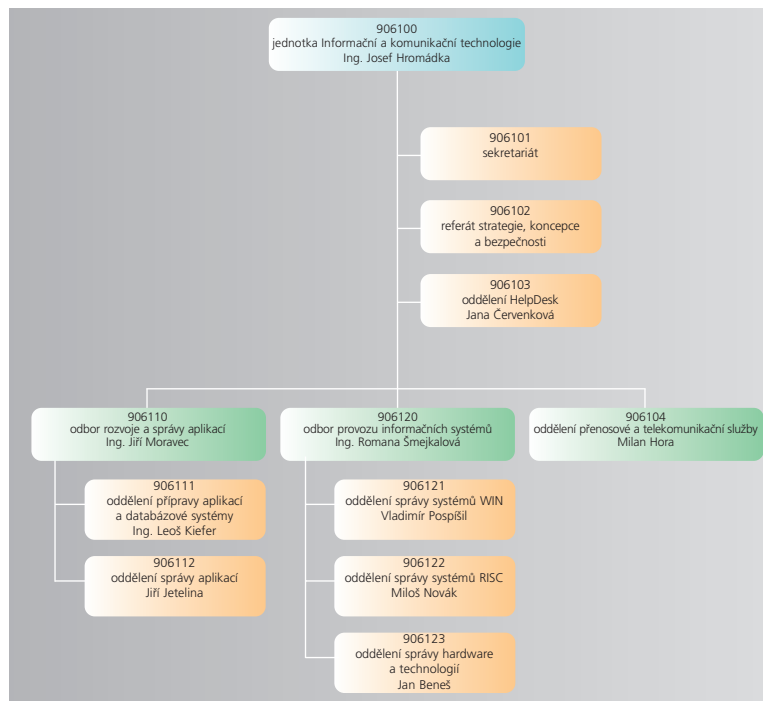 906100
jednotka Informační a komunikační technologie
Ing. Josef Hromádka
906101
sekretariát
906102
referát strategie, koncepce
a bezpečnosti
906103
oddělení HelpDesk
Jana Červenková
906110
odbor rozvoje a správy aplikací
Ing. Jiří Moravec
906111
oddělení přípravy aplikací
a databázové systémy
Ing. Leoš Kiefer
906112
oddělení správy aplikací
Jiří Jetelina
906120
odbor provozu informačních systémů
Ing. Romana Šmejkalová
906121
oddělení správy systémů WIN
Vladimír Pospíšil
906122
oddělení správy systémů RISC
Miloš Novák
906123
oddělení správy hardware
a technologií
Jan Beneš
906104
oddělení přenosové a telekomunikační služby
Milan Hora